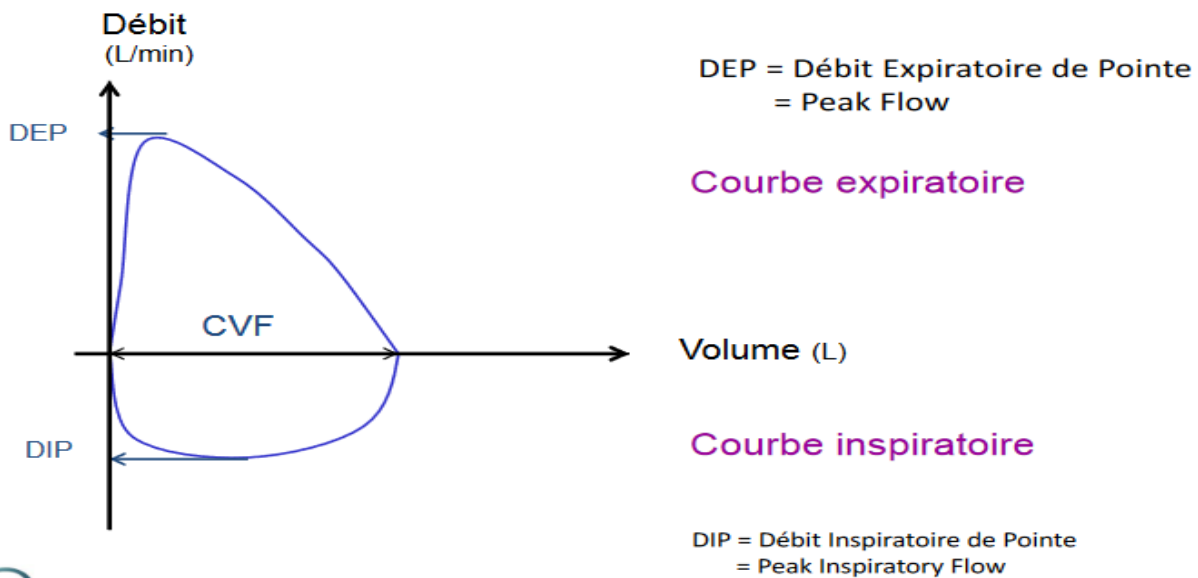 Débit
(L/min)
DEP = Débit Expiratoire de Pointe
= Peak Flow
DEP
Courbe expiratoire
CVF
Volume (L)
DIP
Courbe inspiratoire
DIP = Débit Inspiratoire de Pointe
= Peak Inspiratory Flow